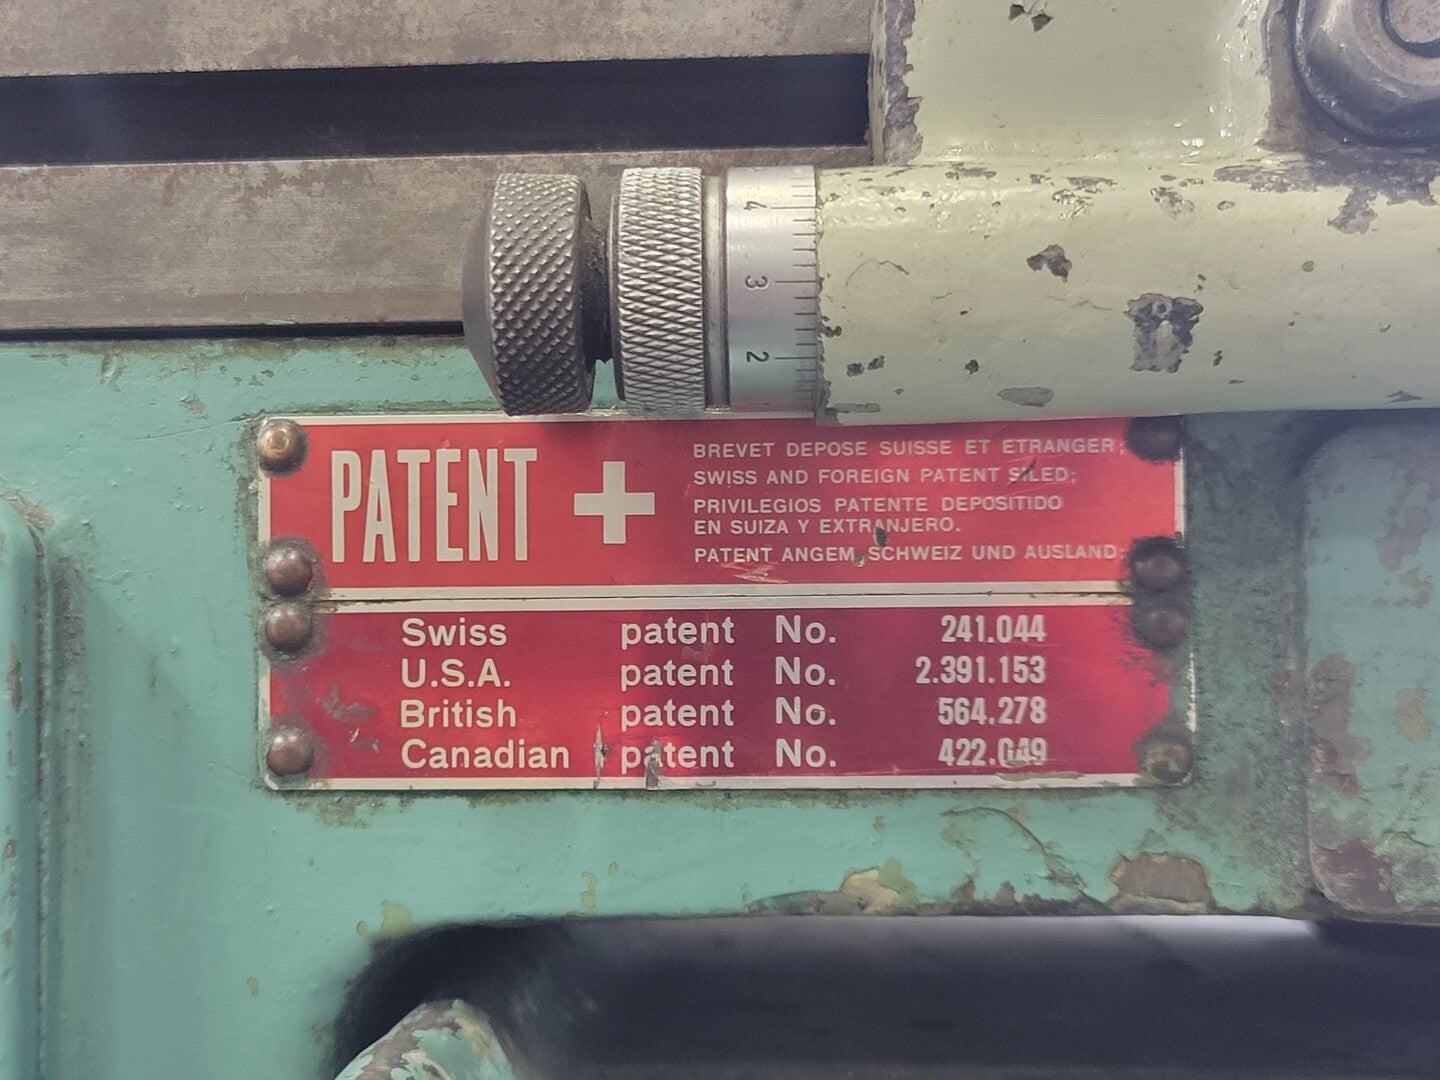 4
3
2
PATENT
BREVET DEPOSE SUISSE ET ETRANGER;
SWISS AND FOREIGN PATENT SILED;
PRIVILEGIOS PATENTE DEPOSITIDO
EN SUIZA Y EXTRANJERO.
PATENT ANGEM. SCHWEIZ UND AUSLAND;
Swiss patent No. 241.044
U.S.A. patent No. 2.391.153
British patent No. 564.278
Canadian patent No. 422.049